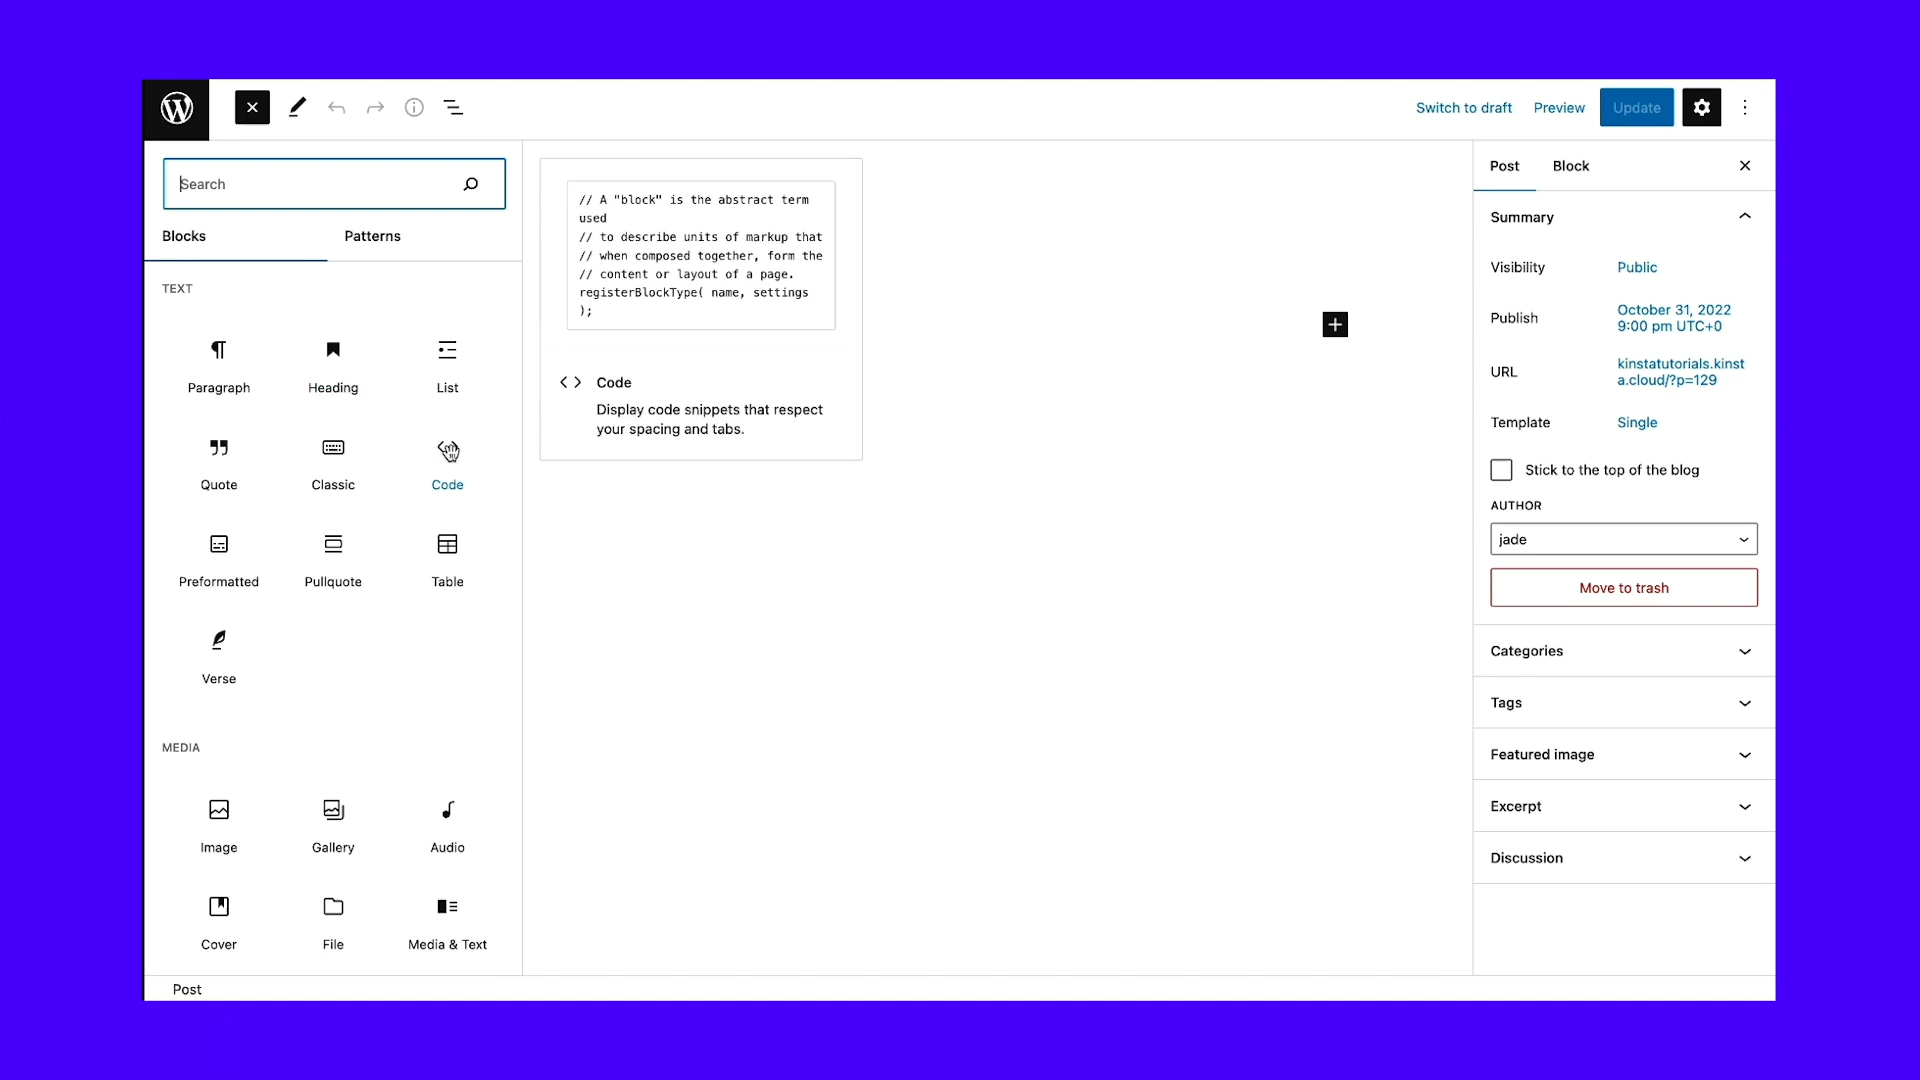 Switch to draft
Preview
Update
Search
Blocks
Patterns
TEXT
Paragraph
Heading
List
Quote
Classic
Code
Preformatted
Pullquote
Table
Verse
MEDIA
Image
Gallery
Audio
Cover
File
Media & Text
// A "block" is the abstract term
used
// to describe units of markup that
// when composed together, form the
// content or layout of a page.
registerBlockType( name, settings
);
Code
Display code snippets that respect
your spacing and tabs.
Post
Block
Summary
Visibility
Public
Publish
October 31, 2022
9:00 pm UTC+0
URL
kinstatutorials.kinst
a.cloud/?p=129
Template
Single
Stick to the top of the blog
AUTHOR
jade
Move to trash
Categories
Tags
Featured image
Excerpt
Discussion
Post